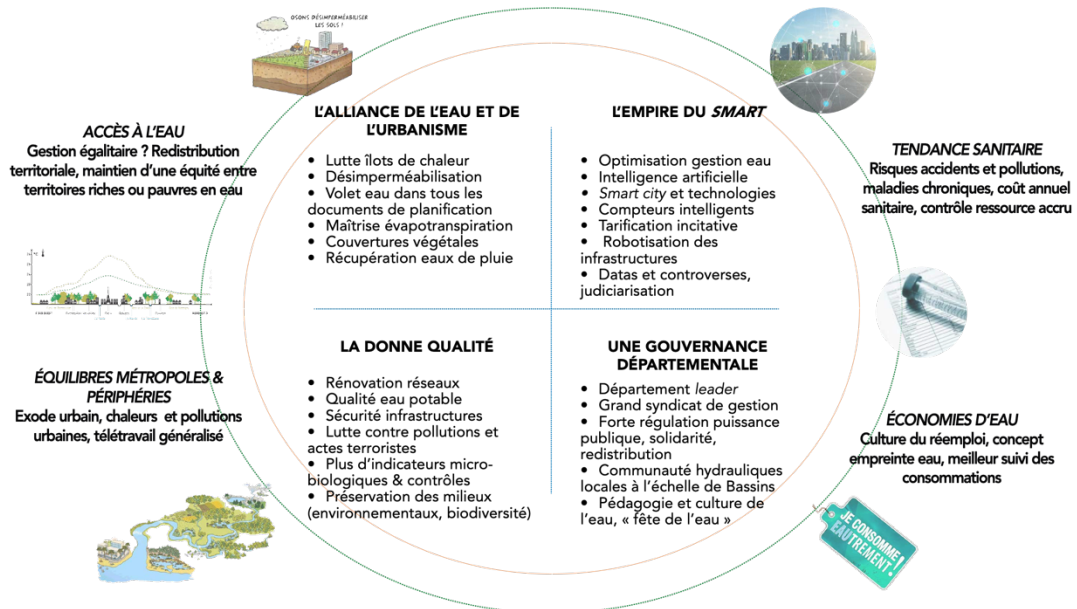 OSONS DÉSIMPERMÉABILISER
LES SOLS !
L'ALLIANCE DE L'EAU ET DE
L'URBANISME
• Lutte îlots de chaleur
• Désimperméabilisation
• Volet eau dans tous les
documents de planification
• Maîtrise évapotranspiration
• Couvertures végétales
• Récupération eaux de pluie
L'EMPIRE DU SMART
• Optimisation gestion eau
• Intelligence artificielle
• Smart city et technologies
• Compteurs intelligents
• Tarification incitative
• Robotisation des
infrastructures
• Datas et controverses,
judiciarisation
ACCÈS À L'EAU
Gestion égalitaire ? Redistribution
territoriale, maintien d'une équité entre
territoires riches ou pauvres en eau
TENDANCE SANITAIRE
Risques accidents et pollutions,
maladies chroniques, coût annuel
sanitaire, contrôle ressource accru
LA DONNE QUALITÉ
• Rénovation réseaux
• Qualité eau potable
• Sécurité infrastructures
• Lutte contre pollutions et
actes terroristes
• Plus d'indicateurs micro-
biologiques & contrôles
• Préservation des milieux
(environnementaux, biodiversité)
UNE GOUVERNANCE
DÉPARTEMENTALE
• Département leader
• Grand syndicat de gestion
• Forte régulation puissance
publique, solidarité,
redistribution
• Communauté hydrauliques
locales à l'échelle de Bassins
• Pédagogie et culture de
l'eau, « fête de l'eau »
ÉQUILIBRES MÉTROPOLES &
PÉRIPHÉRIES
Exode urbain, chaleurs et pollutions
urbaines, télétravail généralisé
ÉCONOMIES D'EAU
Culture du réemploi, concept
empreinte eau, meilleur suivi des
consommations
JE CONSOMME
EAUTREMENT !